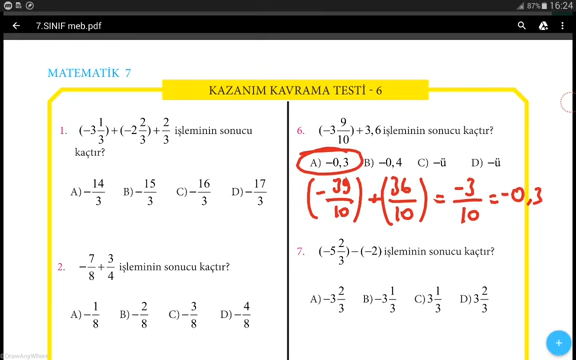 87% 16:24
7.SINIF meb.pdf
MATEMATİK 7
KAZANIM KAVRAMA TESTİ - 6
1. (-3 1/3) + (-2 2/3) + 2/3 işleminin sonucu
kaçtır?
A) -14/3 B) -15/3 C) -16/3 D) -17/3
2. -7/8 + 3/4 işleminin sonucu kaçtır?
A) -1/8 B) -2/8 C) -3/8 D) -4/8
6. (-3 9/10) + 3,6 işleminin sonucu kaçtır?
A) -0,3 B) -0,4 C) -ü D) -ü
(-39/10) + (36/10) = -3/10 = -0,3
7. (-5 2/3) - (-2) işleminin sonucu kaçtır?
A) -3 2/3 B) -3 1/3 C) 3 1/3 D) 3 2/3
DrawAnyWhere